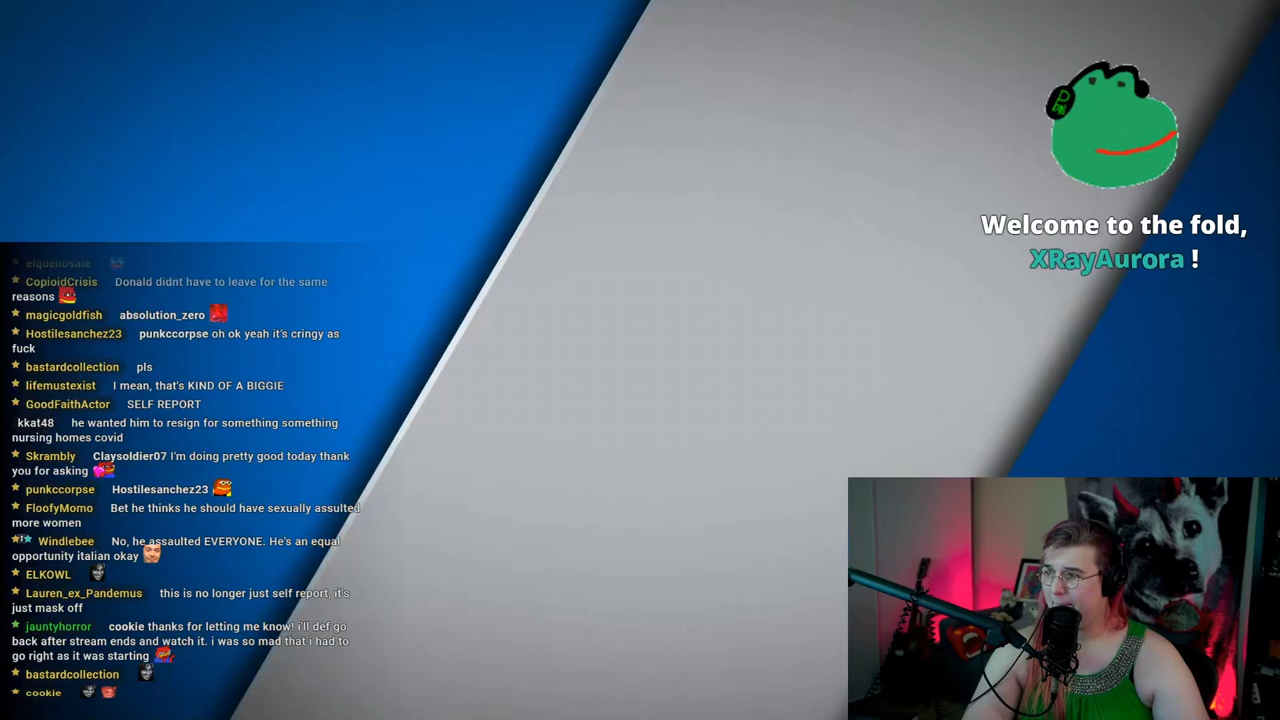 elquenosale
CopioidCrisis Donald didnt have to leave for the same
reasons
magicgoldfish absolution_zero
Hostilesanchez23 punkccorpse oh ok yeah it's cringy as
fuck
bastardcollection pls
lifemustexist I mean, that's KIND OF A BIGGIE
GoodFaithActor SELF REPORT
kkat48 he wanted him to resign for something something
nursing homes covid
Skrambly Claysoldier07 I'm doing pretty good today thank
you for asking
punkccorpse Hostilesanchez23
FloofyMomo Bet he thinks he should have sexually assulted
more women
Windlebee No, he assaulted EVERYONE. He's an equal
opportunity italian okay
ELKOWL
Lauren_ex_Pandemus this is no longer just self report, it's
just mask off
jauntyhorror cookie thanks for letting me know! i'll def go
back after stream ends and watch it. i was so mad that i had to
go right as it was starting
bastardcollection
cookie
Welcome to the fold,
XRayAurora !